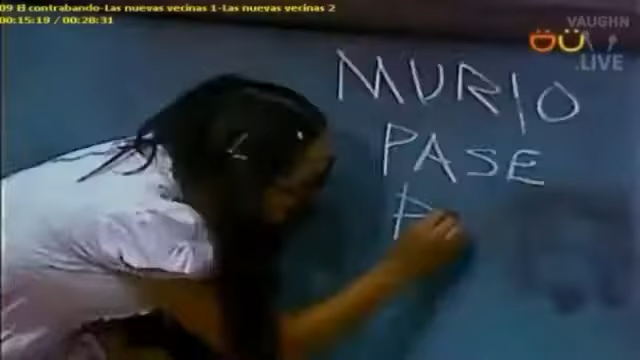 09 El contrabando-Las nuevas vecinas 1-Las nuevas vecinas 2
00:15:19 / 00:20:31
VAUGHN
.LIVE
MURIO
PASE